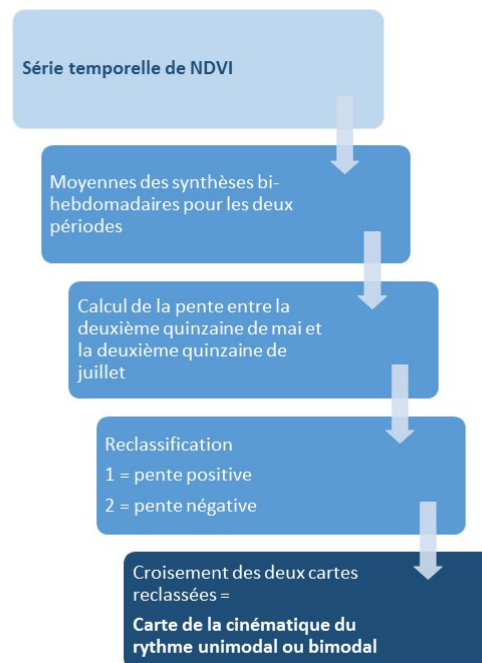 Série temporelle de NDVI
Moyennes des synthèses bi-
hebdomadaires pour les deux
périodes
Calcul de la pente entre la
deuxième quinzaine de mai et
la deuxième quinzaine de
juillet
Reclassification
1 = pente positive
2 = pente négative
Croisement des deux cartes
reclassées =
Carte de la cinématique du
rythme unimodal ou bimodal